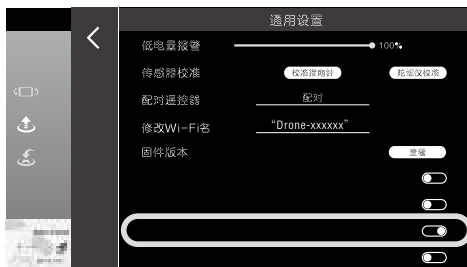 通用设置
低电量报警 100%
传感器校准 校准指南针 陀螺仪校准
配对遥控器 配对
修改Wi-Fi名 “Drone-xxxxxx”
固件版本 查看